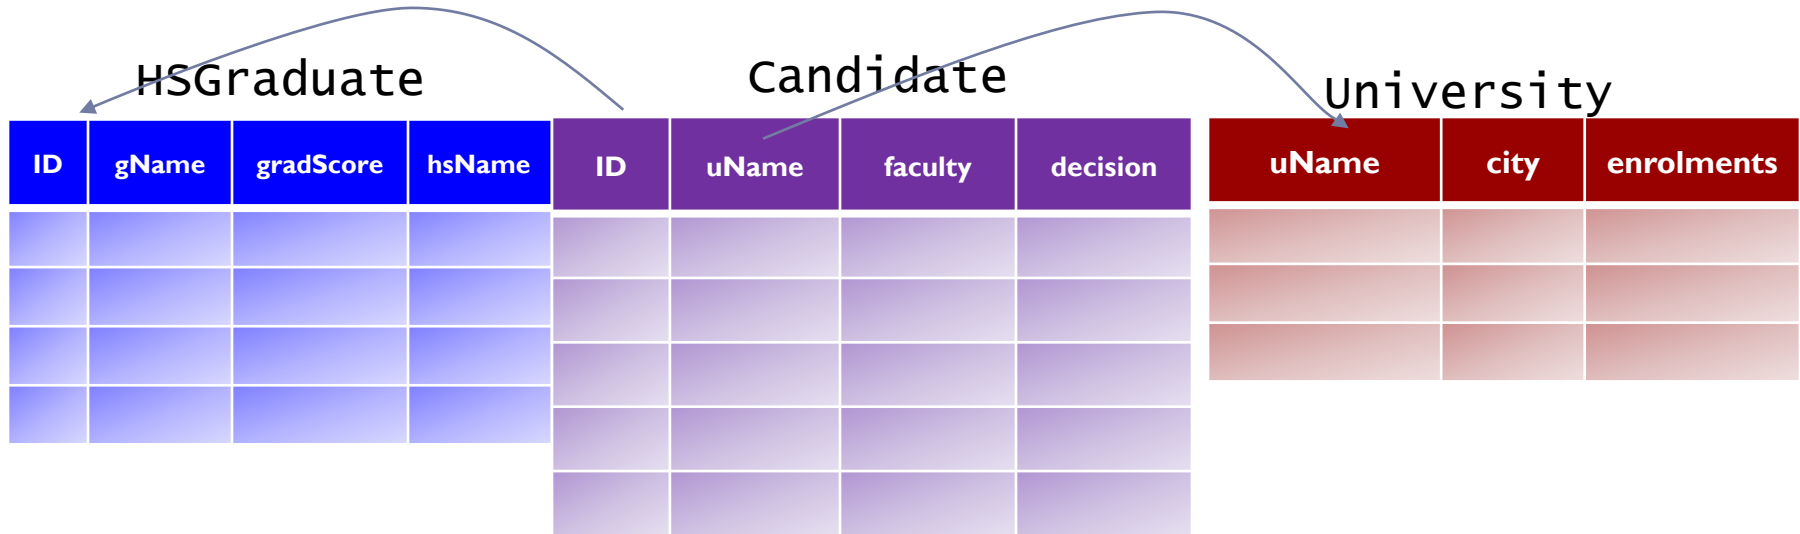 HSGraduate
ID gName gradScore hsName
Candidate
ID uName faculty decision
University
uName city enrolments